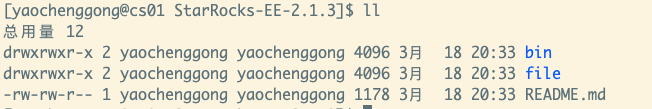 [yaochenggong@cs01 StarRocks-EE-2.1.3]$ ll
总用量 12
drwxrwxr-x 2 yaochenggong yaochenggong 4096 3月  18 20:33 bin
drwxrwxr-x 2 yaochenggong yaochenggong 4096 3月  18 20:33 file
-rw-rw-r-- 1 yaochenggong yaochenggong 1178 3月  18 20:33 README.md